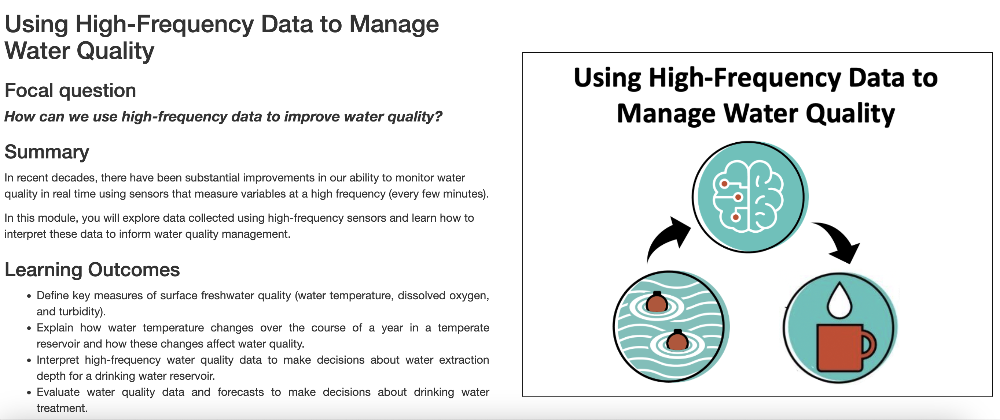 Using High-Frequency Data to Manage
Water Quality
Focal question
How can we use high-frequency data to improve water quality?
Summary
In recent decades, there have been substantial improvements in our ability to monitor water
quality in real time using sensors that measure variables at a high frequency (every few minutes).
In this module, you will explore data collected using high-frequency sensors and learn how to
interpret these data to inform water quality management.
Learning Outcomes
• Define key measures of surface freshwater quality (water temperature, dissolved oxygen,
and turbidity).
• Explain how water temperature changes over the course of a year in a temperate
reservoir and how these changes affect water quality.
• Interpret high-frequency water quality data to make decisions about water extraction
depth for a drinking water reservoir.
• Evaluate water quality data and forecasts to make decisions about drinking water
treatment.
Using High-Frequency Data to
Manage Water Quality